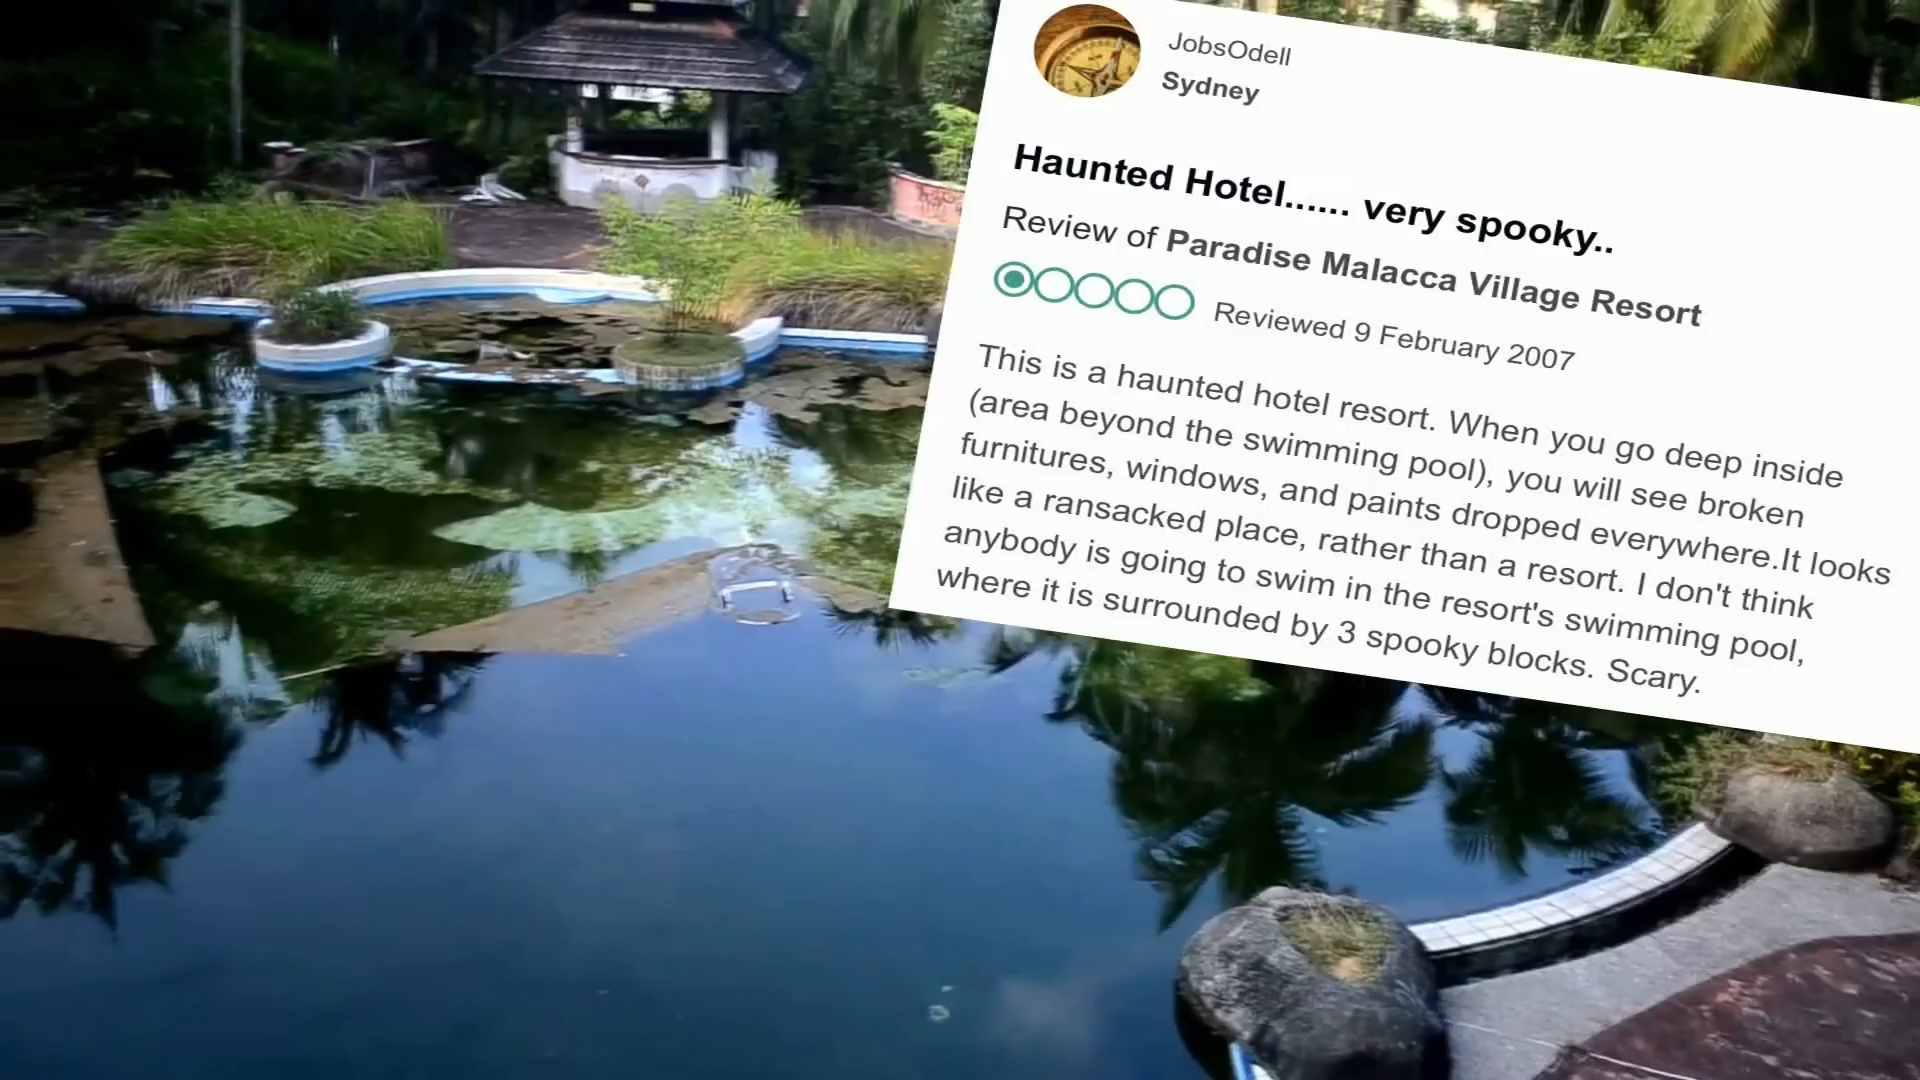 JobsOdell
Sydney
Haunted Hotel...... very spooky..
Review of Paradise Malacca Village Resort
Reviewed 9 February 2007
This is a haunted hotel resort. When you go deep inside
(area beyond the swimming pool), you will see broken
furnitures, windows, and paints dropped everywhere.It looks
like a ransacked place, rather than a resort. I don't think
anybody is going to swim in the resort's swimming pool,
where it is surrounded by 3 spooky blocks. Scary.